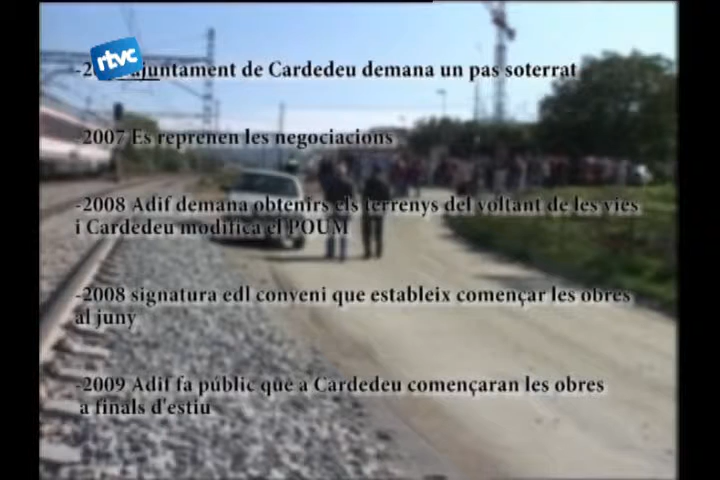 rtvc
ajuntament de Cardedeu demana un pas soterrat
-2007 Es reprenen les negociacions
-2008 Adif demana obtenirs els terrenys del voltant de les vies
i Cardedeu modifica el POUM
-2008 signatura edl conveni que estableix començar les obres
al juny
-2009 Adif fa públic que a Cardedeu començaran les obres
a finals d'estiu